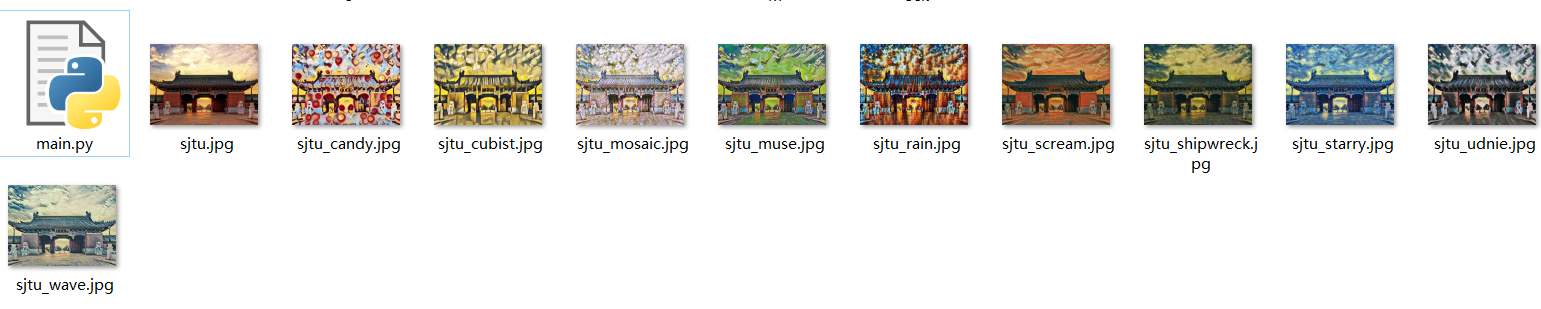 main.py
sjtu.jpg
sjtu_candy.jpg
sjtu_cubist.jpg
sjtu_mosaic.jpg
sjtu_muse.jpg
sjtu_rain.jpg
sjtu_scream.jpg
sjtu_shipwreck.j
pg
sjtu_starry.jpg
sjtu_udnie.jpg
sjtu_wave.jpg